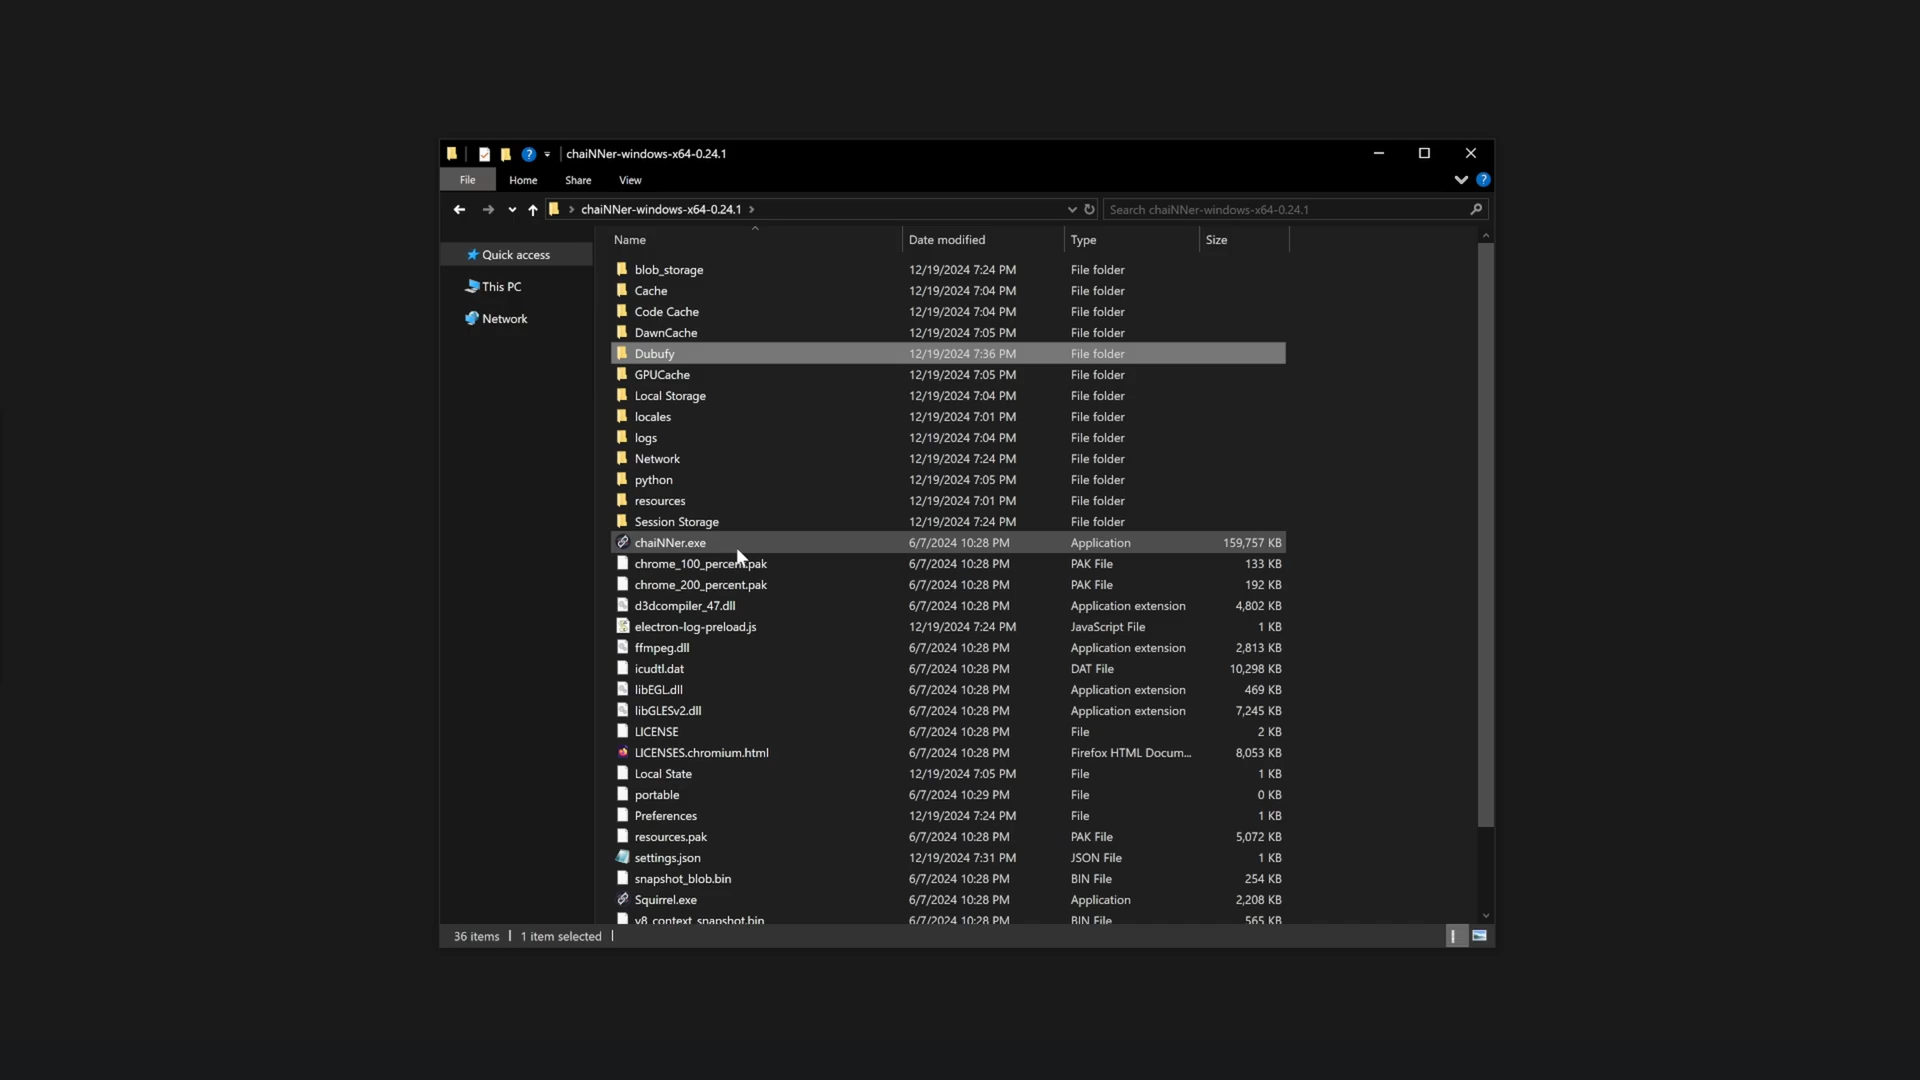 chaiNNer-windows-x64-0.24.1
File Home Share View
chaiNNer-windows-x64-0.24.1 Search chaiNNer-windows-x64-0.24.1
Name Date modified Type Size
Quick access
This PC
Network
blob_storage 12/19/2024 7:24 PM File folder
Cache 12/19/2024 7:04 PM File folder
Code Cache 12/19/2024 7:04 PM File folder
DawnCache 12/19/2024 7:05 PM File folder
Dubufy 12/19/2024 7:36 PM File folder
GPUCache 12/19/2024 7:05 PM File folder
Local Storage 12/19/2024 7:04 PM File folder
locales 12/19/2024 7:01 PM File folder
logs 12/19/2024 7:04 PM File folder
Network 12/19/2024 7:24 PM File folder
python 12/19/2024 7:05 PM File folder
resources 12/19/2024 7:01 PM File folder
Session Storage 12/19/2024 7:24 PM File folder
chaiNNer.exe 6/7/2024 10:28 PM Application 159,757 KB
chrome_100_percent.pak 6/7/2024 10:28 PM PAK File 133 KB
chrome_200_percent.pak 6/7/2024 10:28 PM PAK File 192 KB
d3dcompiler_47.dll 6/7/2024 10:28 PM Application extension 4,802 KB
electron-log-preload.js 12/19/2024 7:24 PM JavaScript File 1 KB
ffmpeg.dll 6/7/2024 10:28 PM Application extension 2,813 KB
icudtl.dat 6/7/2024 10:28 PM DAT File 10,298 KB
libEGL.dll 6/7/2024 10:28 PM Application extension 469 KB
libGLESv2.dll 6/7/2024 10:28 PM Application extension 7,245 KB
LICENSE 6/7/2024 10:28 PM File 2 KB
LICENSES.chromium.html 6/7/2024 10:28 PM Firefox HTML Docum... 8,053 KB
Local State 12/19/2024 7:05 PM File 1 KB
portable 6/7/2024 10:29 PM File 0 KB
Preferences 12/19/2024 7:24 PM File 1 KB
resources.pak 6/7/2024 10:28 PM PAK File 5,072 KB
settings.json 12/19/2024 7:31 PM JSON File 1 KB
snapshot_blob.bin 6/7/2024 10:28 PM BIN File 254 KB
Squirrel.exe 6/7/2024 10:28 PM Application 2,208 KB
v8_context_snapshot.bin 6/7/2024 10:28 PM BIN File 565 KB
36 items 1 item selected